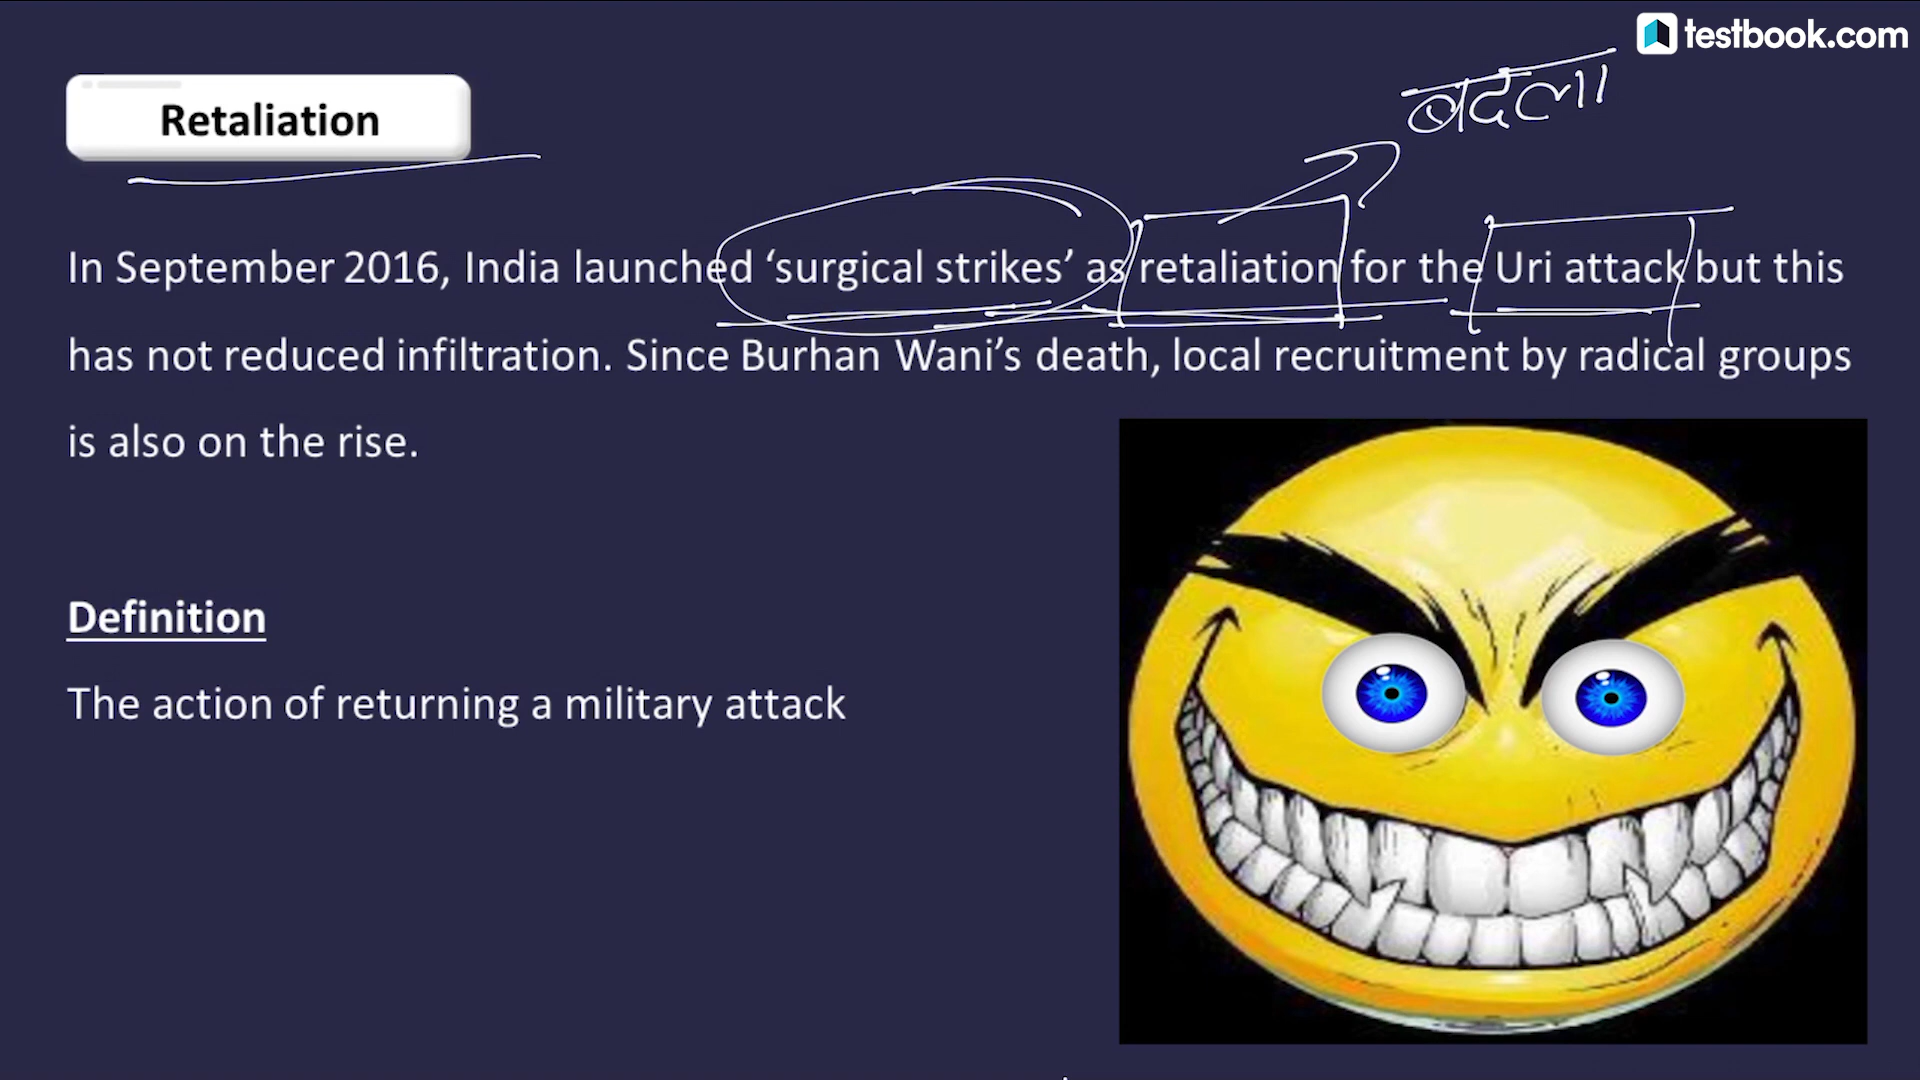 testbook.com
बदला
Retaliation
In September 2016, India launched ‘surgical strikes’ as retaliation for the Uri attack but this
has not reduced infiltration. Since Burhan Wani’s death, local recruitment by radical groups
is also on the rise.
Definition
The action of returning a military attack